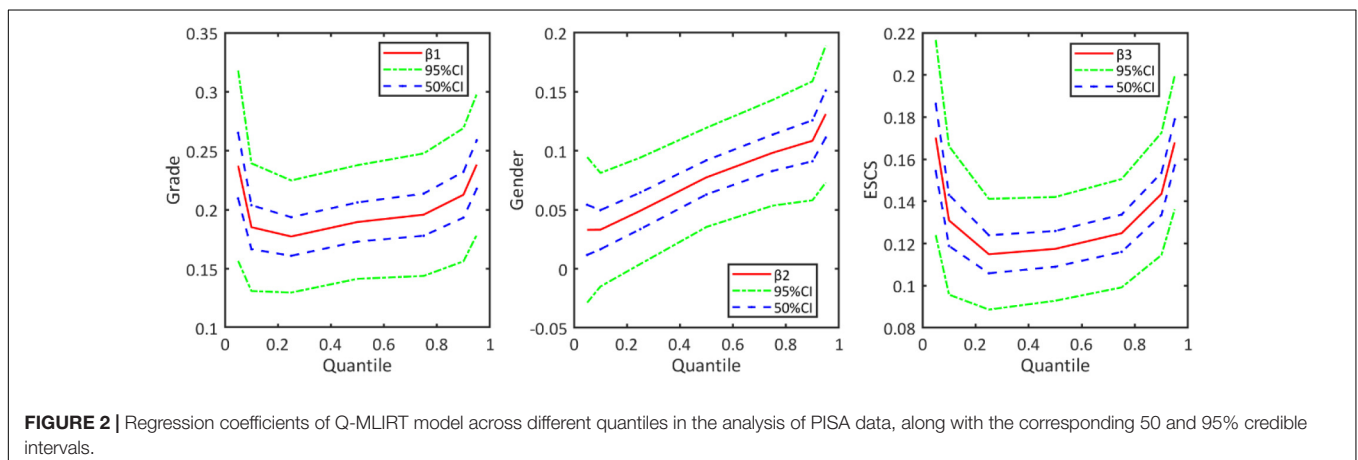 0.35
0.3
0.25
0.2
0.15
0.1
Grade
0
0.2
0.4
0.6
0.8
1
Quantile
β1
95%CI
50%CI
0.2
0.15
0.1
0.05
0
-0.05
Gender
0
0.2
0.4
0.6
0.8
1
Quantile
β2
95%CI
50%CI
0.22
0.2
0.18
0.16
0.14
0.12
0.1
0.08
ESCS
0
0.2
0.4
0.6
0.8
1
Quantile
β3
95%CI
50%CI
FIGURE 2 | Regression coefficients of Q-MLIRT model across different quantiles in the analysis of PISA data, along with the corresponding 50 and 95% credible
intervals.